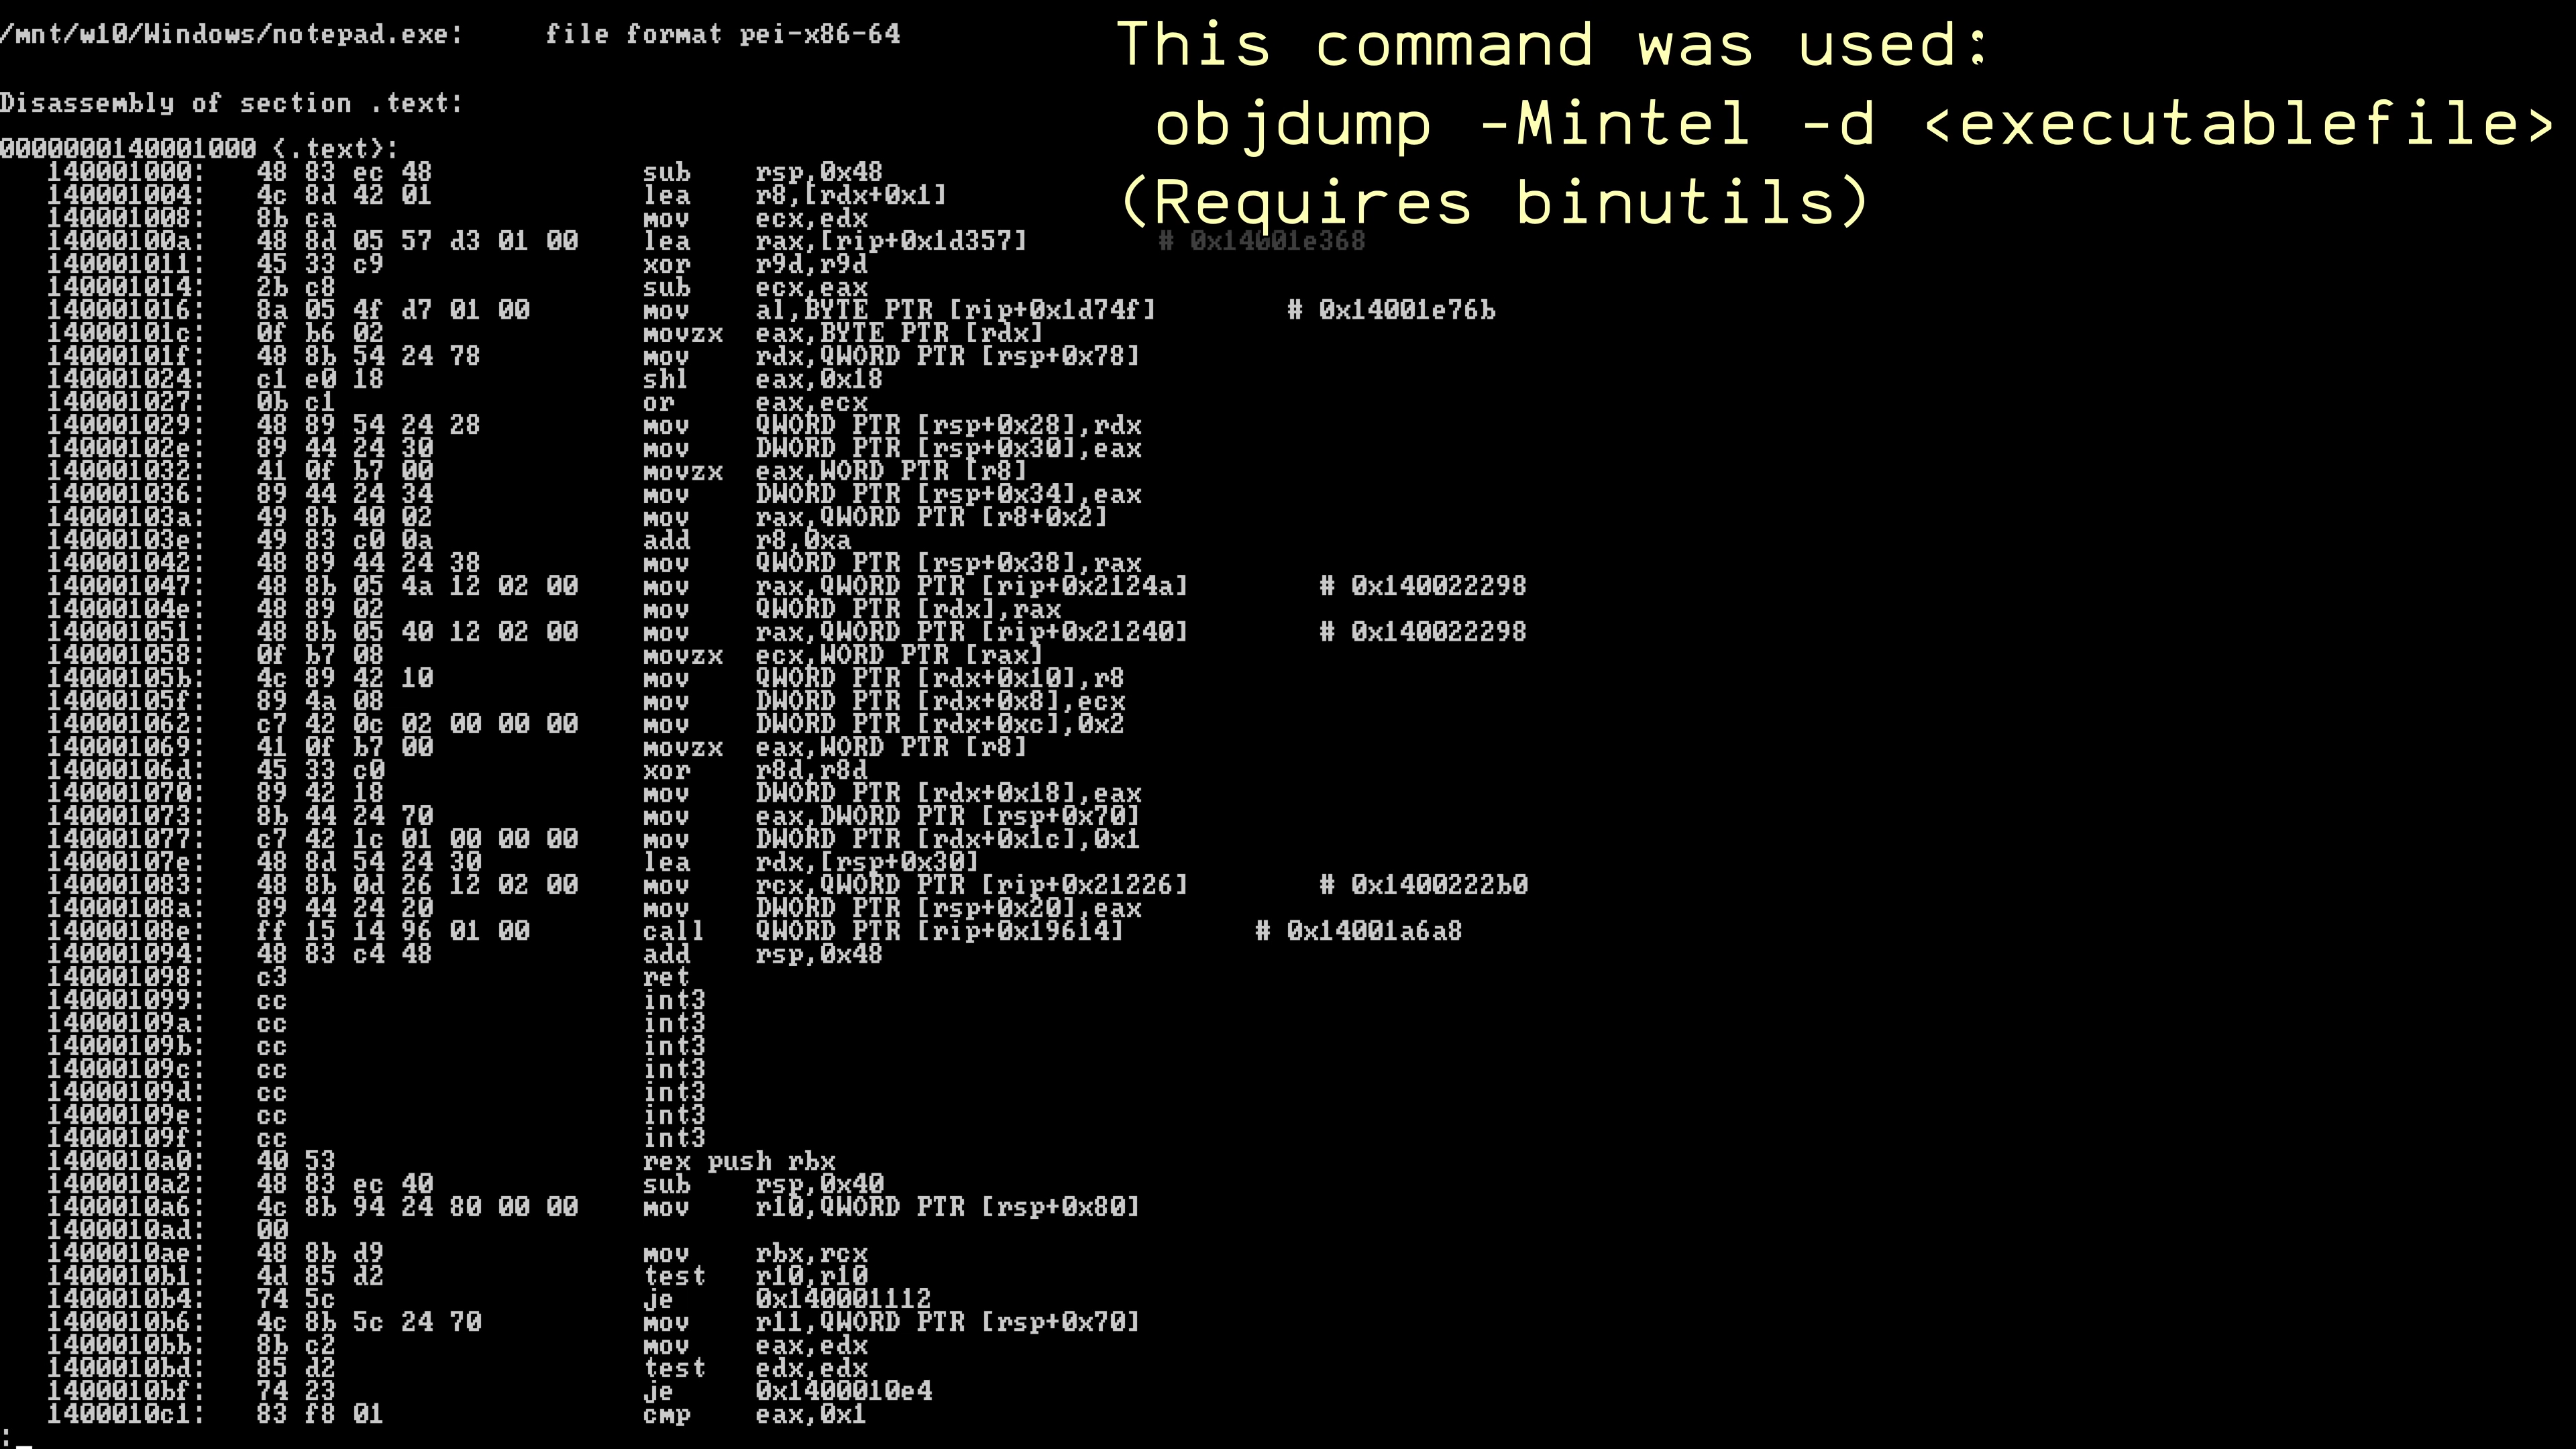 /mnt/w10/Windows/notepad.exe:     file format pei-x86-64
This command was used:
objdump -Mintel -d <executablefile>
(Requires binutils)
Disassembly of section .text:
0000000140001000 <.text>:
140001000:   48 83 ec 48             sub    rsp,0x48
140001004:   4c 8d 42 01             lea    r8,[rdx+0x1]
140001008:   8b ca                   mov    ecx,edx
14000100a:   48 8d 05 57 d3 01 00    lea    rax,[rip+0x1d357]        # 0x14001e368
140001011:   45 33 c9                xor    r9d,r9d
140001014:   2b c8                   sub    ecx,eax
140001016:   8a 05 4f d7 01 00       mov    al,BYTE PTR [rip+0x1d74f]        # 0x14001e76b
14000101c:   0f b6 02                movzx  eax,BYTE PTR [rdx]
14000101f:   48 8b 54 24 78          mov    rdx,QWORD PTR [rsp+0x78]
140001024:   c1 e0 18                shl    eax,0x18
140001027:   0b c1                   or     eax,ecx
140001029:   48 89 54 24 28          mov    QWORD PTR [rsp+0x28],rdx
14000102e:   89 44 24 30             mov    DWORD PTR [rsp+0x30],eax
140001032:   41 0f b7 00             movzx  eax,WORD PTR [r8]
140001036:   89 44 24 34             mov    DWORD PTR [rsp+0x34],eax
14000103a:   49 8b 40 02             mov    rax,QWORD PTR [r8+0x2]
14000103e:   49 83 c0 0a             add    r8,0xa
140001042:   48 89 44 24 38          mov    QWORD PTR [rsp+0x38],rax
140001047:   48 8b 05 4a 12 02 00    mov    rax,QWORD PTR [rip+0x2124a]        # 0x140022298
14000104e:   48 89 02                mov    QWORD PTR [rdx],rax
140001051:   48 8b 05 40 12 02 00    mov    rax,QWORD PTR [rip+0x21240]        # 0x140022298
140001058:   0f b7 08                movzx  ecx,WORD PTR [rax]
14000105b:   4c 89 42 10             mov    QWORD PTR [rdx+0x10],r8
14000105f:   89 4a 08                mov    DWORD PTR [rdx+0x8],ecx
140001062:   c7 42 0c 02 00 00 00    mov    DWORD PTR [rdx+0xc],0x2
140001069:   41 0f b7 00             movzx  eax,WORD PTR [r8]
14000106d:   45 33 c0                xor    r8d,r8d
140001070:   89 42 18                mov    DWORD PTR [rdx+0x18],eax
140001073:   8b 44 24 70             mov    eax,DWORD PTR [rsp+0x70]
140001077:   c7 42 1c 01 00 00 00    mov    DWORD PTR [rdx+0x1c],0x1
14000107e:   48 8d 54 24 30          lea    rdx,[rsp+0x30]
140001083:   48 8b 0d 26 12 02 00    mov    rcx,QWORD PTR [rip+0x21226]        # 0x1400222b0
14000108a:   89 44 24 20             mov    DWORD PTR [rsp+0x20],eax
14000108e:   ff 15 14 96 01 00       call   QWORD PTR [rip+0x19614]        # 0x14001a6a8
140001094:   48 83 c4 48             add    rsp,0x48
140001098:   c3                      ret
140001099:   cc                      int3
14000109a:   cc                      int3
14000109b:   cc                      int3
14000109c:   cc                      int3
14000109d:   cc                      int3
14000109e:   cc                      int3
14000109f:   cc                      int3
1400010a0:   40 53                   rex push rbx
1400010a2:   48 83 ec 40             sub    rsp,0x40
1400010a6:   4c 8b 94 24 80 00 00    mov    r10,QWORD PTR [rsp+0x80]
1400010ad:   00
1400010ae:   48 8b d9                mov    rbx,rcx
1400010b1:   4d 85 d2                test   r10,r10
1400010b4:   74 5c                   je     0x140001112
1400010b6:   4c 8b 5c 24 70          mov    r11,QWORD PTR [rsp+0x70]
1400010bb:   8b c2                   mov    eax,edx
1400010bd:   85 d2                   test   edx,edx
1400010bf:   74 23                   je     0x1400010e4
1400010c1:   83 f8 01                cmp    eax,0x1
: